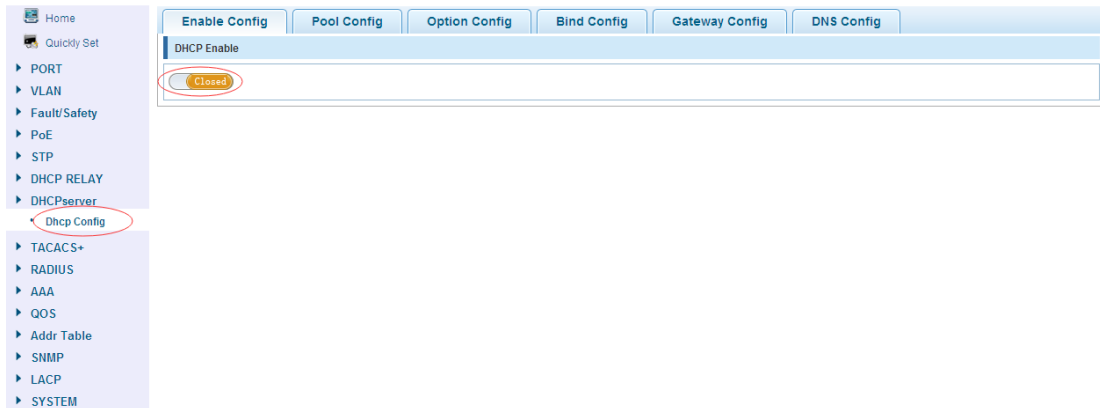 Home
Quickly Set
PORT
VLAN
Fault/Safety
PoE
STP
DHCP RELAY
DHCPserver
Dhcp Config
TACACS+
RADIUS
AAA
QOS
Addr Table
SNMP
LACP
SYSTEM
Enable Config Pool Config Option Config Bind Config Gateway Config DNS Config
DHCP Enable
Closed